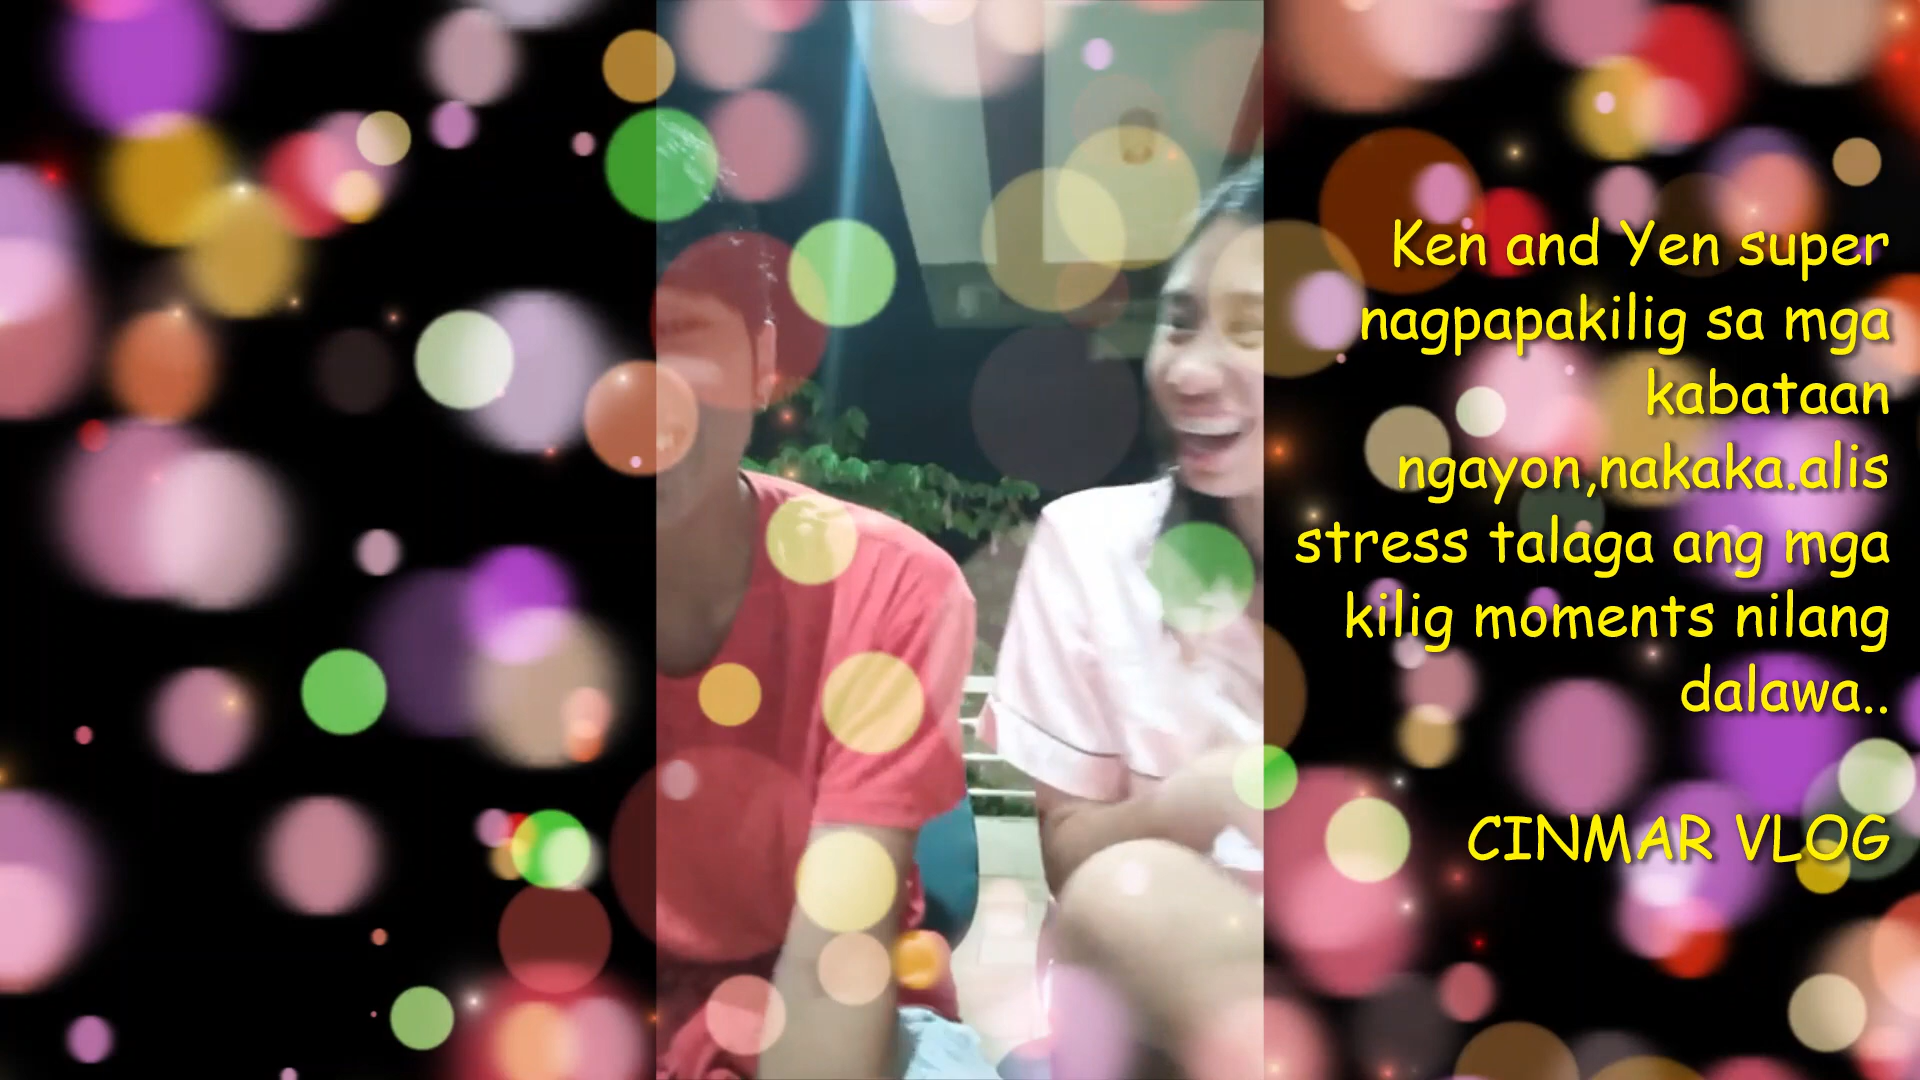 Ken and Yen super
nagpapakilig sa mga
kabataan
ngayon,nakaka.alis
stress talaga ang mga
kilig moments nilang
dalawa..
CINMAR VLOG